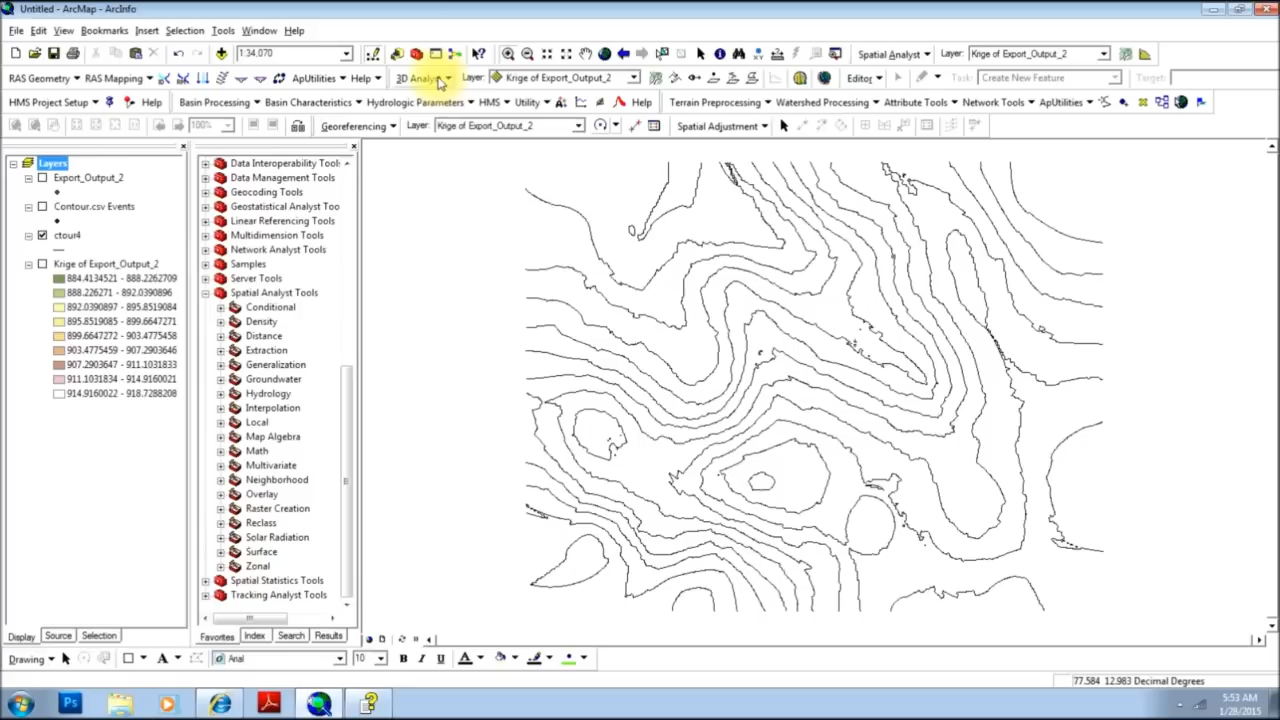 Untitled - ArcMap - ArcInfo
File Edit View Bookmarks Insert Selection Tools Window Help
1:34,070 Spatial Analyst Layer: Krige of Export_Output_2
RAS Geometry RAS Mapping ApUtilities Help 3D Analyst Layer: Krige of Export_Output_2 Editor Task: Create New Feature Target:
HMS Project Setup Help Basin Processing Basin Characteristics Hydrologic Parameters HMS Utility Help Terrain Preprocessing Watershed Processing Attribute Tools Network Tools ApUtilities Help
100% Georeferencing Layer: Krige of Export_Output_2 Spatial Adjustment
Layers
Export_Output_2
Contour.csv Events
ctour4
Krige of Export_Output_2
884.4134521 - 888.2262709
888.226271 - 892.0390896
892.0390897 - 895.8519084
895.8519085 - 899.6647271
899.6647272 - 903.4775458
903.4775459 - 907.2903646
907.2903647 - 911.1031833
911.1031834 - 914.9160021
914.9160022 - 918.7288208
Display Source Selection
Data Interoperability Tools
Data Management Tools
Geocoding Tools
Geostatistical Analyst Too
Linear Referencing Tools
Multidimension Tools
Network Analyst Tools
Samples
Server Tools
Spatial Analyst Tools
Conditional
Density
Distance
Extraction
Generalization
Groundwater
Hydrology
Interpolation
Local
Map Algebra
Math
Multivariate
Neighborhood
Overlay
Raster Creation
Reclass
Solar Radiation
Surface
Zonal
Spatial Statistics Tools
Tracking Analyst Tools
Favorites Index Search Results
Drawing A Arial 10 B I U A
77.584 12.983 Decimal Degrees
Ps
5:53 AM
1/28/2015